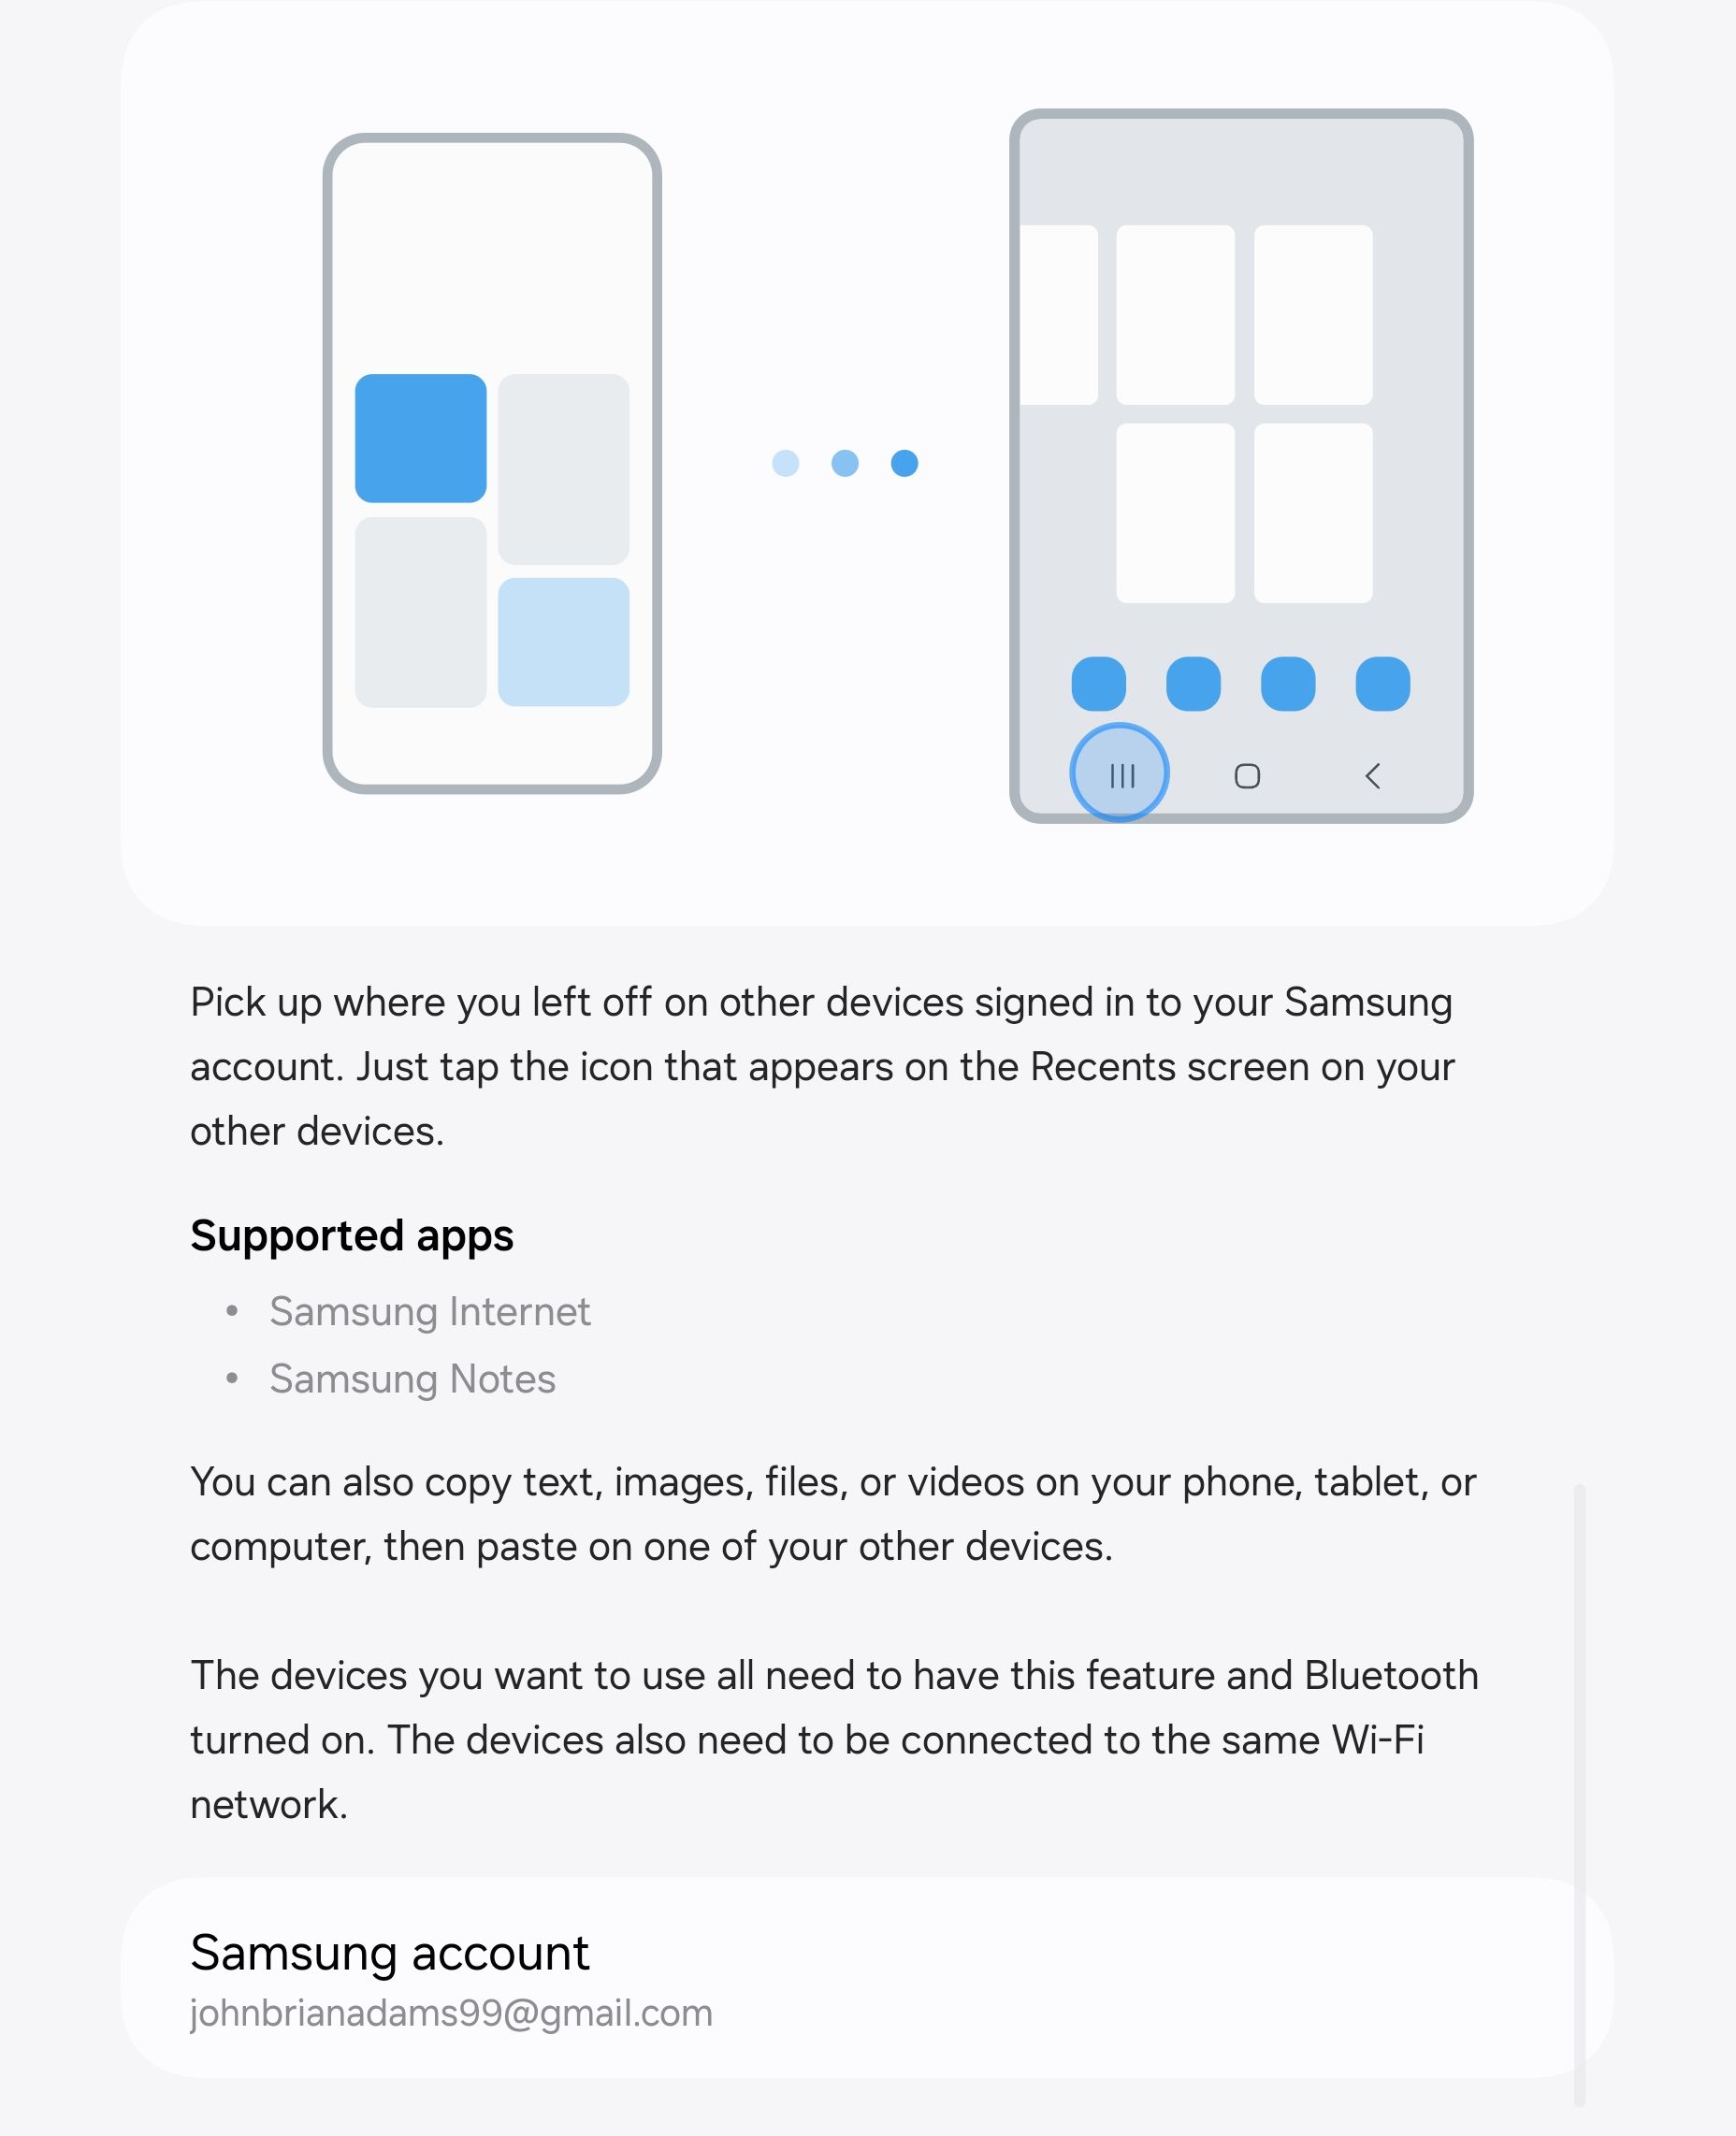 Pick up where you left off on other devices signed in to your Samsung
account. Just tap the icon that appears on the Recents screen on your
other devices.
Supported apps
• Samsung Internet
• Samsung Notes
You can also copy text, images, files, or videos on your phone, tablet, or
computer, then paste on one of your other devices.
The devices you want to use all need to have this feature and Bluetooth
turned on. The devices also need to be connected to the same Wi-Fi
network.
Samsung account
johnbrianadams99@gmail.com